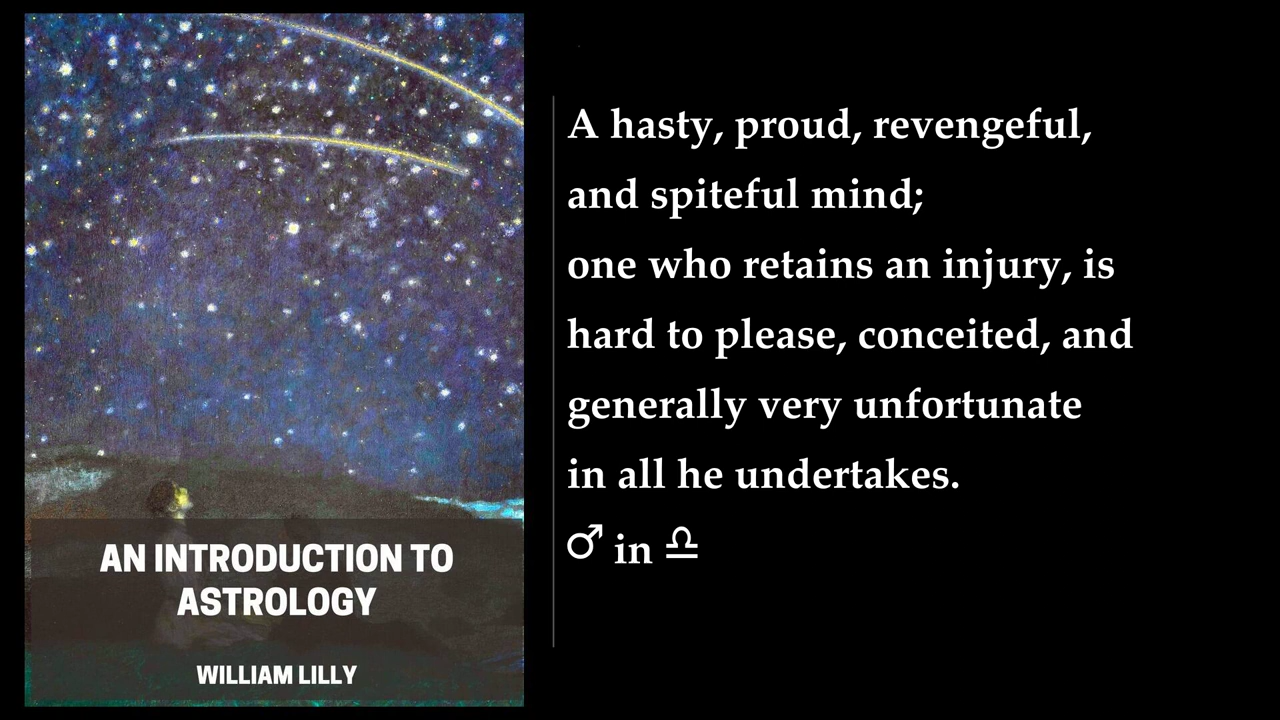 AN INTRODUCTION TO
ASTROLOGY
WILLIAM LILLY
A hasty, proud, revengeful,
and spiteful mind;
one who retains an injury, is
hard to please, conceited, and
generally very unfortunate
in all he undertakes.
♂ in ♎